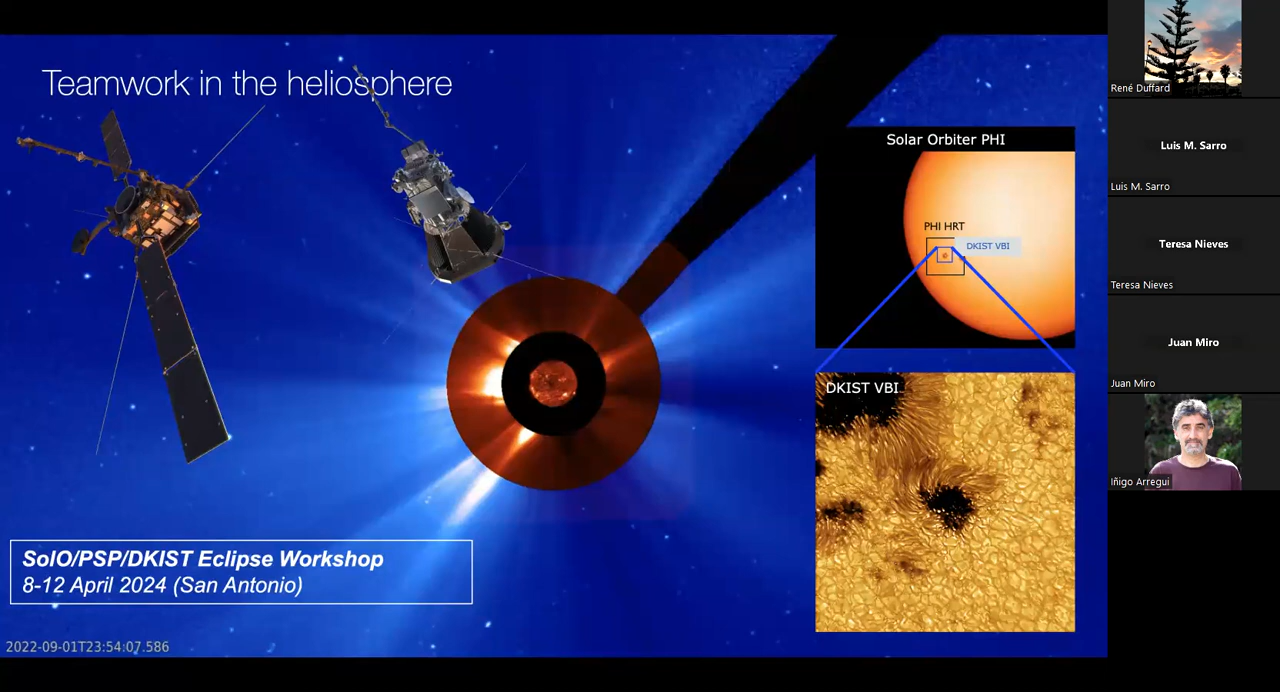 Teamwork in the heliosphere
Solar Orbiter PHI
PHI HRT
DKIST VBI
DKIST VBI
SolO/PSP/DKIST Eclipse Workshop
8-12 April 2024 (San Antonio)
2022-09-01T23:54:07.586
René Duffard
Luis M. Sarro
Luis M. Sarro
Teresa Nieves
Teresa Nieves
Juan Miro
Juan Miro
Iñigo Arregui